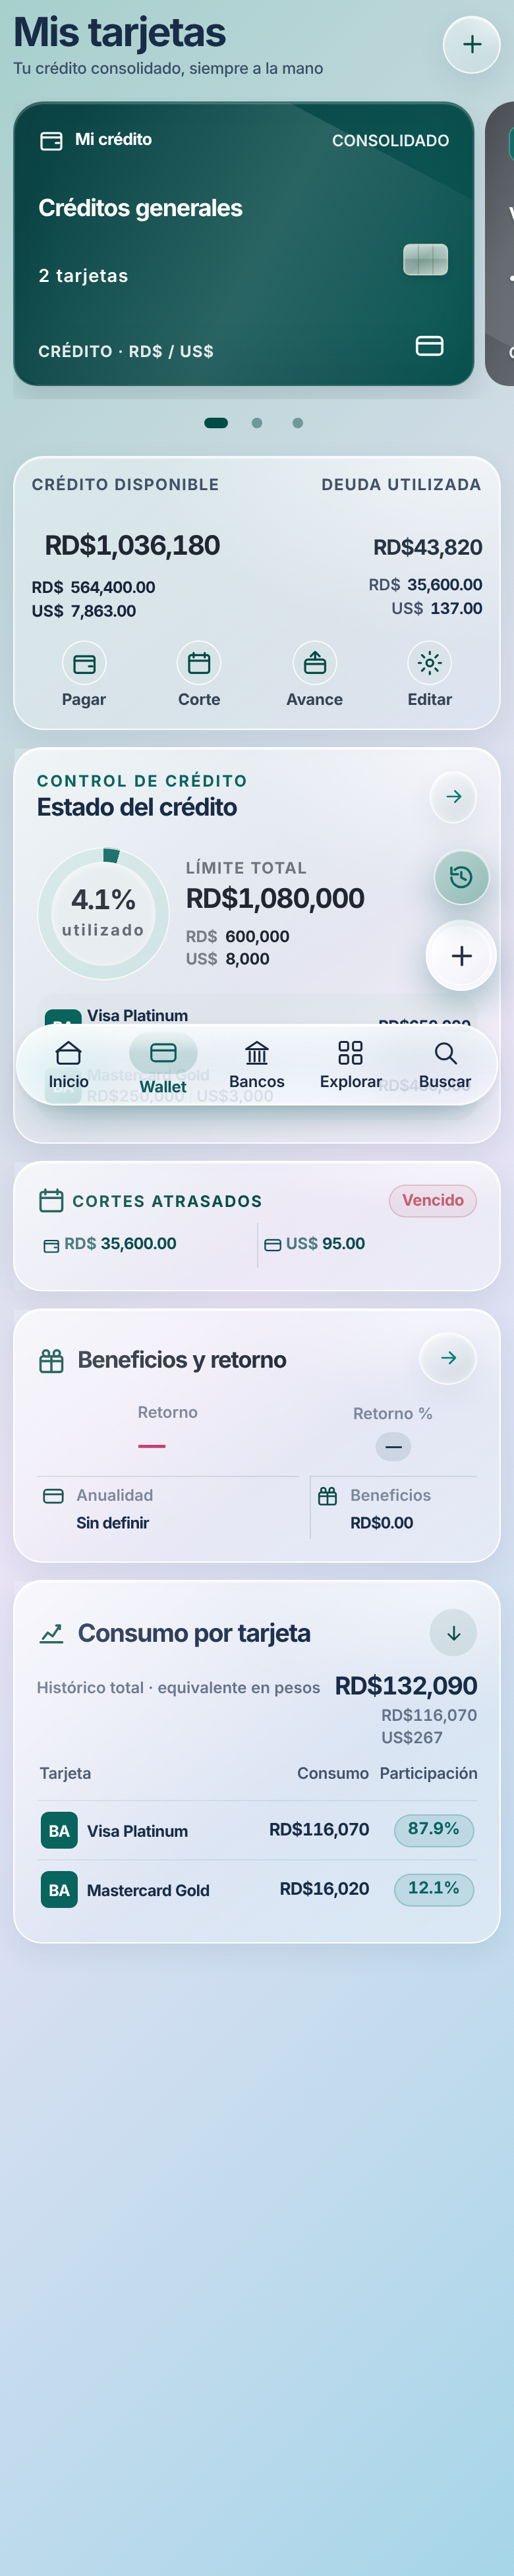 Mis tarjetas
Tu crédito consolidado, siempre a la mano
Mi crédito
CONSOLIDADO
Créditos generales
2 tarjetas
CRÉDITO · RD$ / US$
CRÉDITO DISPONIBLE
DEUDA UTILIZADA
RD$1,036,180
RD$43,820
RD$ 564,400.00
RD$ 35,600.00
US$ 7,863.00
US$ 137.00
Pagar
Corte
Avance
Editar
CONTROL DE CRÉDITO
Estado del crédito
4.1%
utilizado
LÍMITE TOTAL
RD$1,080,000
RD$ 600,000
US$ 8,000
Visa Platinum
Mastercard Gold
RD$250,000 US$3,000
Inicio
Wallet
Bancos
Explorar
Buscar
CORTES ATRASADOS
Vencido
RD$ 35,600.00
US$ 95.00
Beneficios y retorno
Retorno
Retorno %
—
—
Anualidad
Sin definir
Beneficios
RD$0.00
Consumo por tarjeta
Histórico total · equivalente en pesos
RD$132,090
RD$116,070
US$267
Tarjeta
Consumo
Participación
BA
Visa Platinum
RD$116,070
87.9%
BA
Mastercard Gold
RD$16,020
12.1%